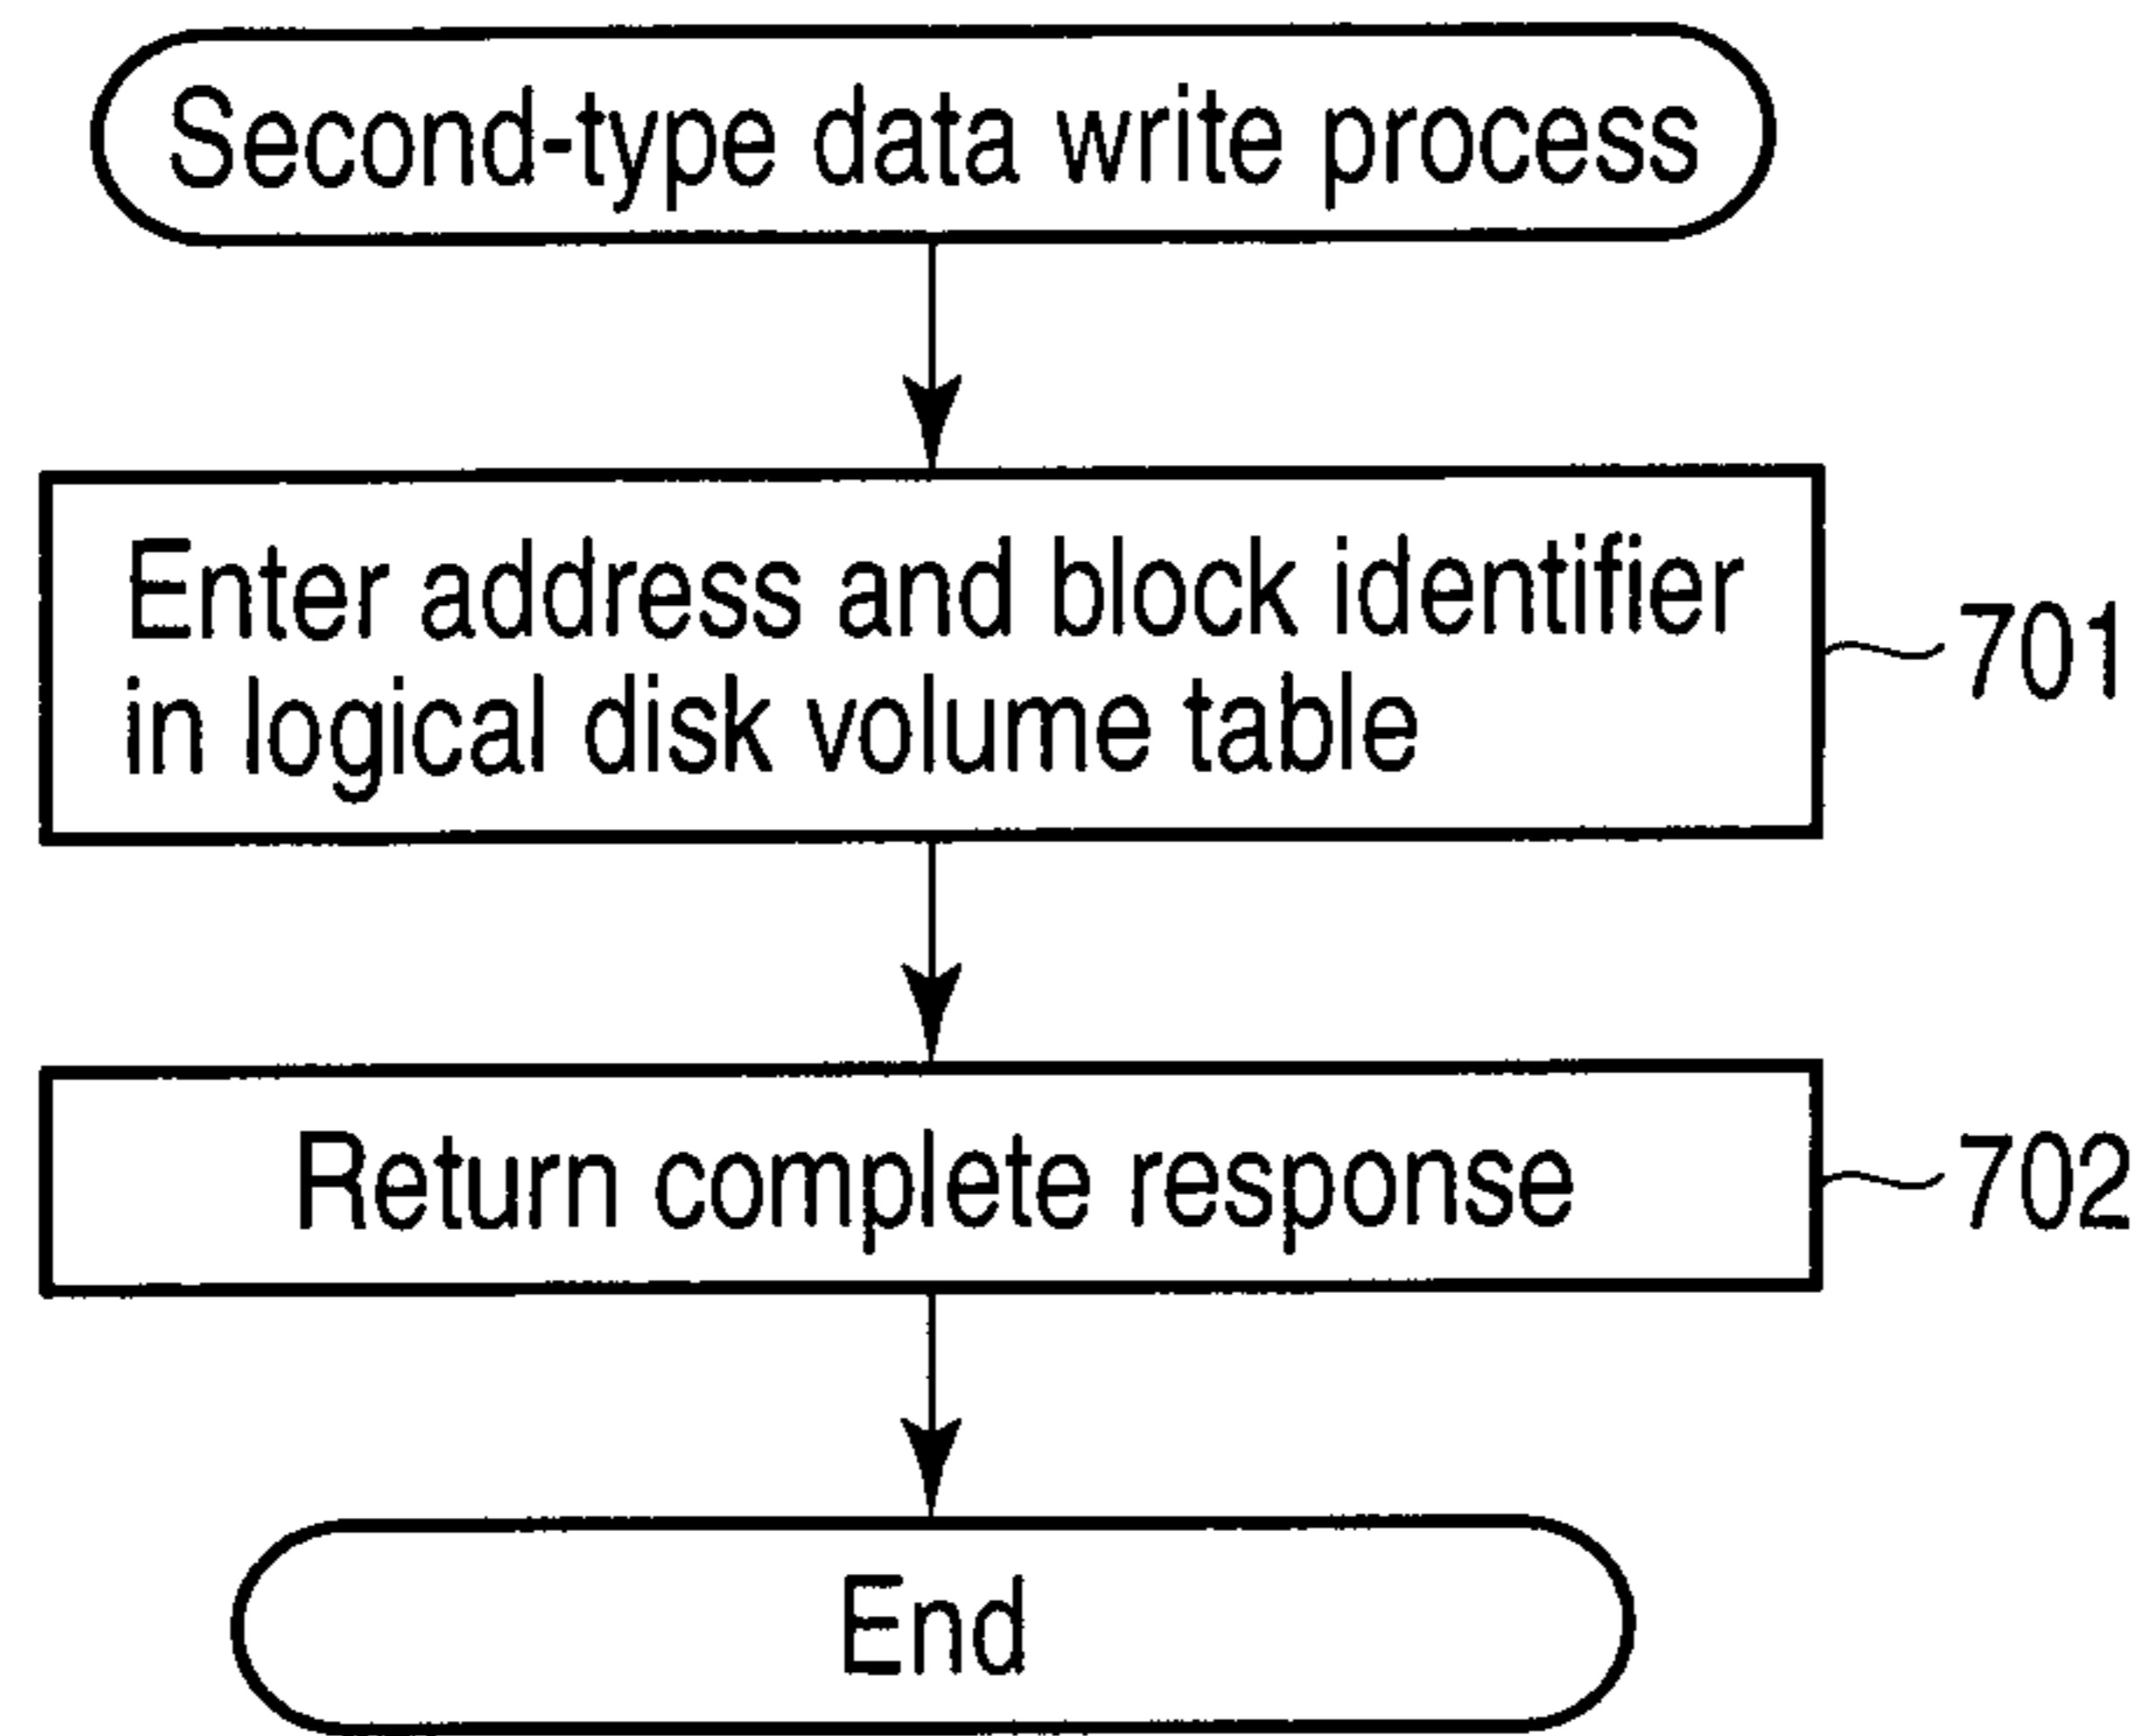 Second-type data write process
Enter address and block identifier
in logical disk volume table
701
Return complete response
702
End